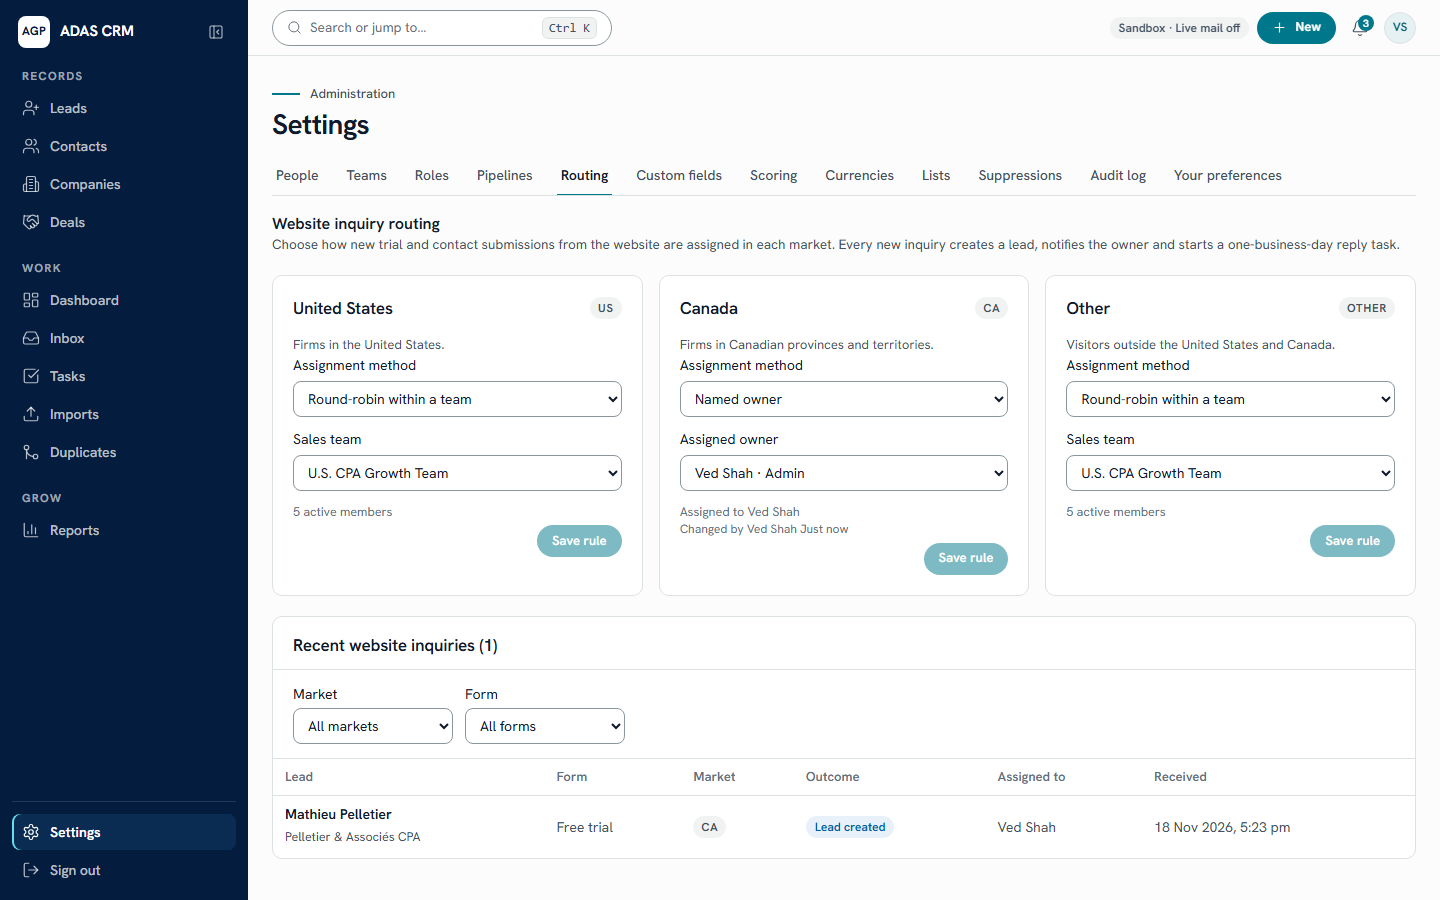 AGP ADAS CRM
RECORDS
Leads
Contacts
Companies
Deals
WORK
Dashboard
Inbox
Tasks
Imports
Duplicates
GROW
Reports
Settings
Sign out
Search or jump to... Ctrl K
Sandbox · Live mail off
New
3
VS
Administration
Settings
People Teams Roles Pipelines Routing Custom fields Scoring Currencies Lists Suppressions Audit log Your preferences
Website inquiry routing
Choose how new trial and contact submissions from the website are assigned in each market. Every new inquiry creates a lead, notifies the owner and starts a one-business-day reply task.
United States US
Firms in the United States.
Assignment method
Round-robin within a team
Sales team
U.S. CPA Growth Team
5 active members
Save rule
Canada CA
Firms in Canadian provinces and territories.
Assignment method
Named owner
Assigned owner
Ved Shah · Admin
Assigned to Ved Shah
Changed by Ved Shah Just now
Save rule
Other OTHER
Visitors outside the United States and Canada.
Assignment method
Round-robin within a team
Sales team
U.S. CPA Growth Team
5 active members
Save rule
Recent website inquiries (1)
Market Form
All markets All forms
Lead Form Market Outcome Assigned to Received
Mathieu Pelletier
Pelletier & Associés CPA
Free trial CA Lead created Ved Shah 18 Nov 2026, 5:23 pm